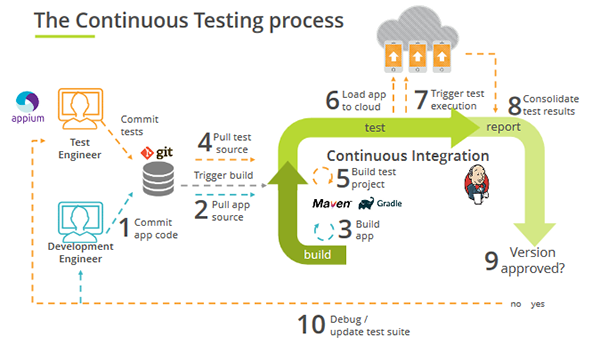 The Continuous Testing process
appium
Test
Engineer
Commit
tests
git
Development
Engineer
1 Commit
app code
4 Pull test
source
Trigger build
2 Pull app
source
6 Load app
to cloud
7 Trigger test
execution
8 Consolidate
test results
test
report
Continuous Integration
5 Build test
project
Maven
Gradle
3 Build
app
build
9 Version
approved?
no yes
10 Debug /
update test suite